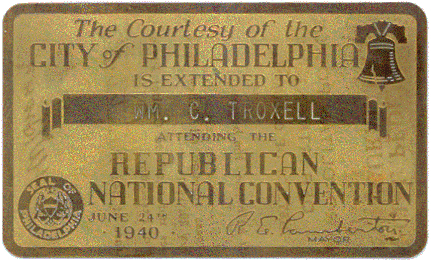 The Courtesy of the
CITY of PHILADELPHIA
IS EXTENDED TO
WM. C. TROXELL
ATTENDING THE
REPUBLICAN
NATIONAL CONVENTION
SEAL OF
PHILADELPHIA
JUNE 24TH
1940
R. E. Lamberton
MAYOR